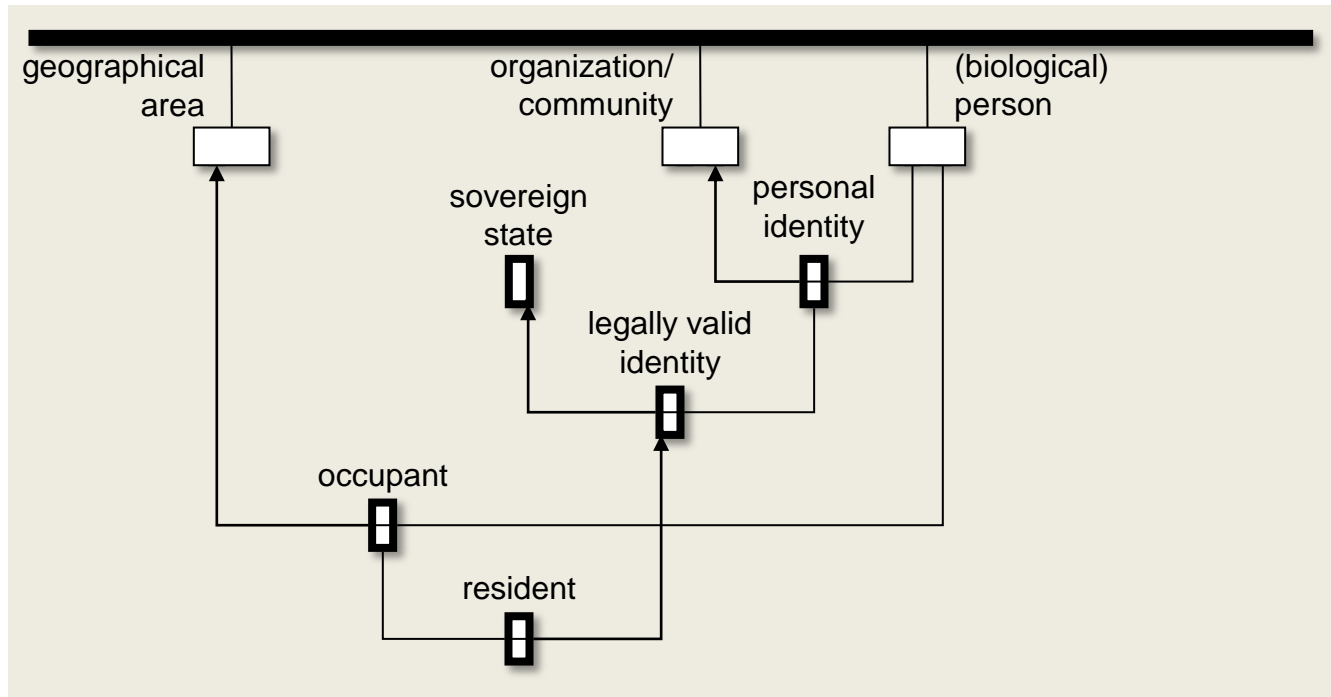 geographical
area
organization/
community
(biological)
person
personal
identity
sovereign
state
legally valid
identity
occupant
resident